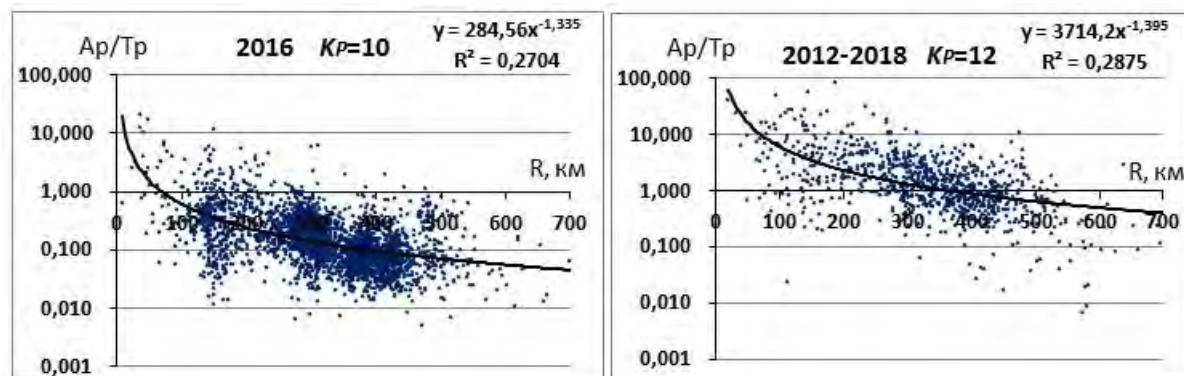 Ap/Tp 2016 Kp=10 y = 284,56x^-1,335
R² = 0,2704
100,000
10,000
R, км
1,000
0 100 200 300 400 500 600 700
0,100
0,010
0,001
Ap/Tp 2012-2018 Kp=12 y = 3714,2x^-1,395
R² = 0,2875
100,000
10,000
R, км
1,000
0 100 200 300 400 500 600 700
0,100
0,010
0,001